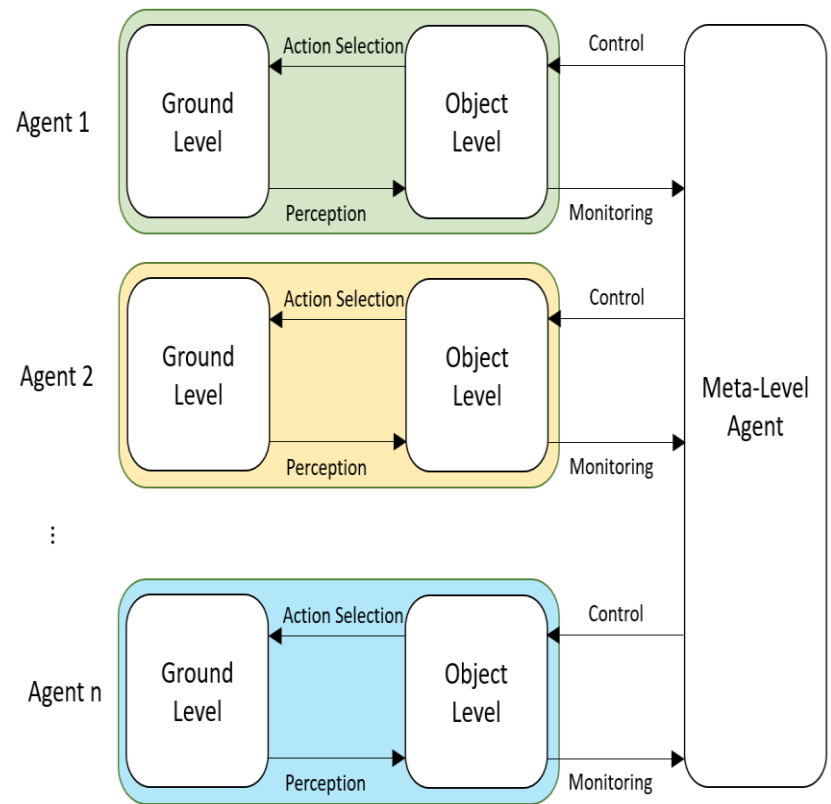 Agent 1
Ground
Level
Action Selection
Perception
Object
Level
Control
Monitoring
Agent 2
Ground
Level
Action Selection
Perception
Object
Level
Control
Monitoring
...
Agent n
Ground
Level
Action Selection
Perception
Object
Level
Control
Monitoring
Meta-Level
Agent